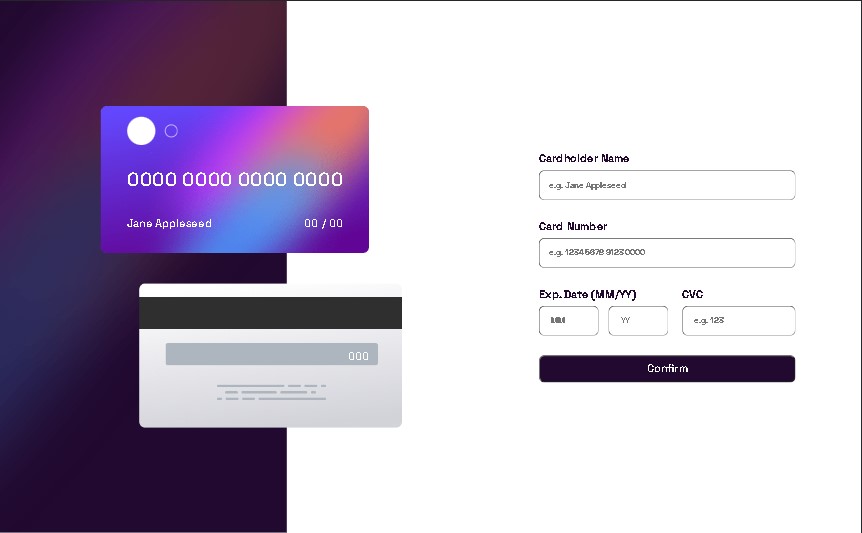 0000 0000 0000 0000
Jane Appleseed 00 / 00
000
Cardholder Name
e.g. Jane Appleseed
Card Number
e.g. 1234 5678 9123 0000
Exp. Date (MM/YY) CVC
MM YY e.g. 123
Confirm